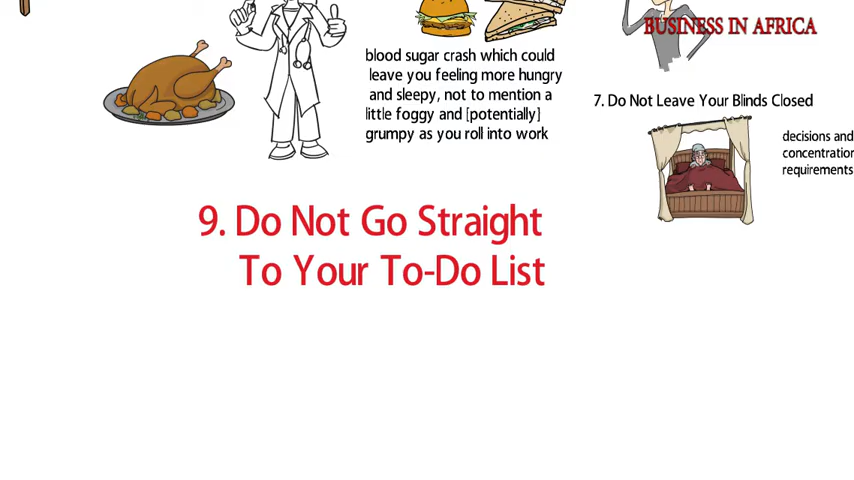 BUSINESS IN AFRICA
blood sugar crash which could
leave you feeling more hungry
and sleepy, not to mention a
little foggy and [potentially]
grumpy as you roll into work
7. Do Not Leave Your Blinds Closed
decisions and
concentration
requirements
9. Do Not Go Straight
To Your To-Do List